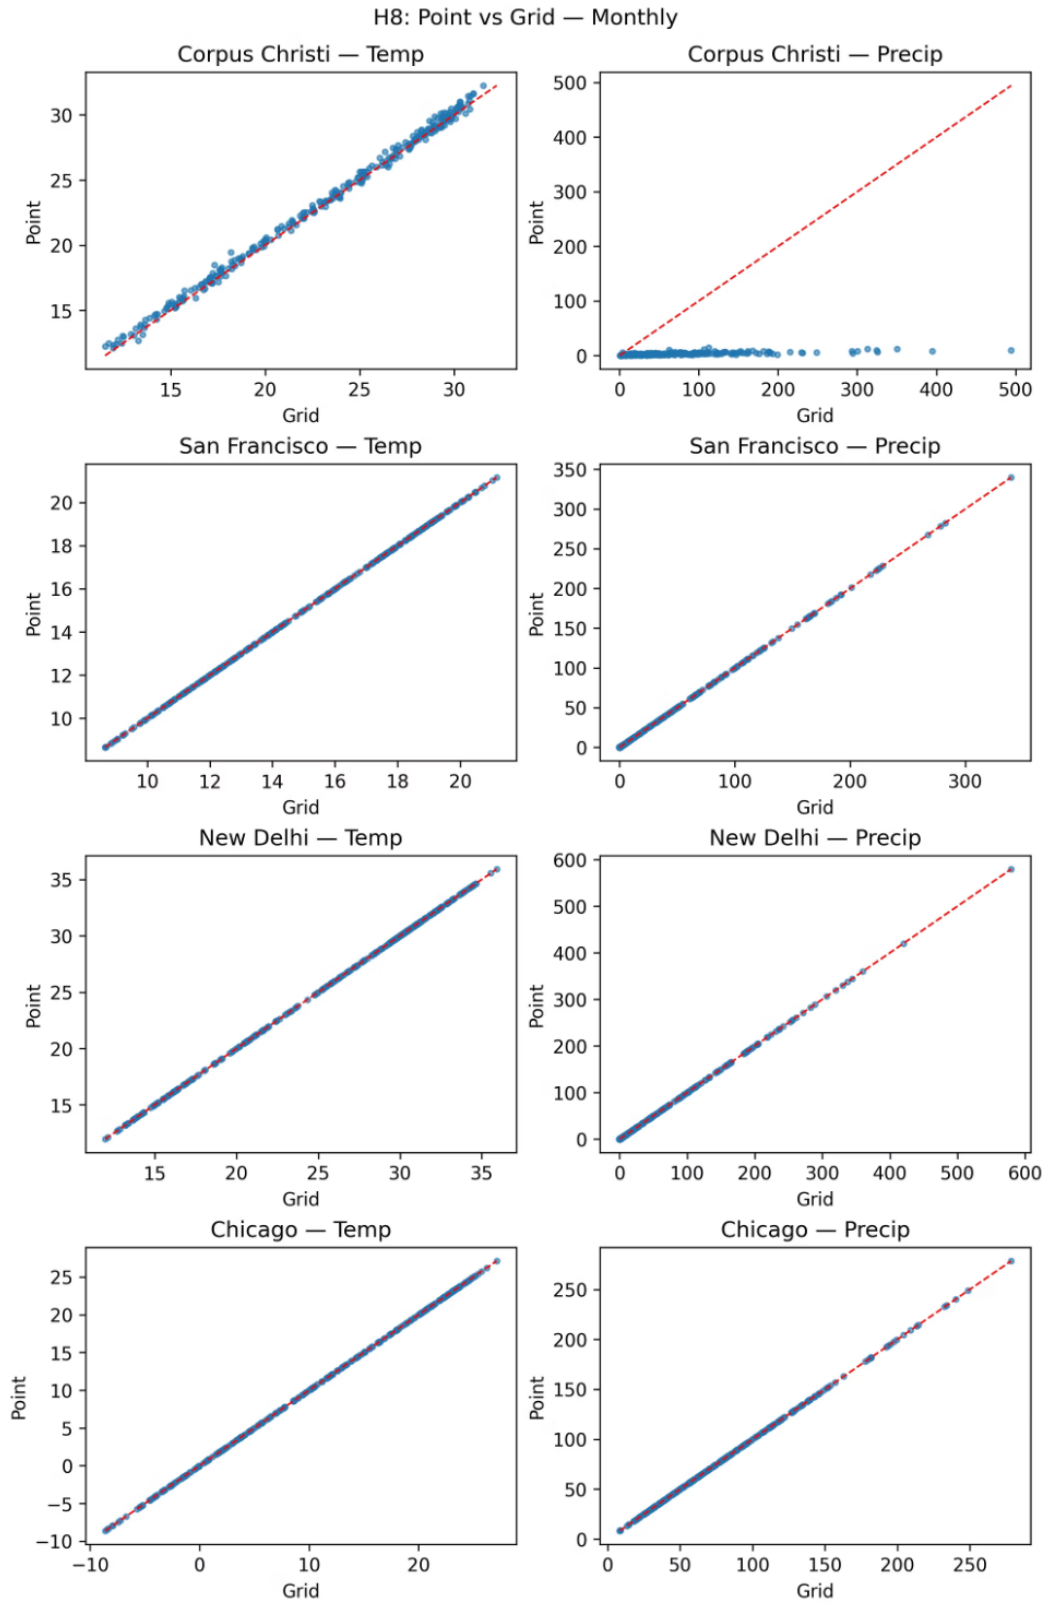 H8: Point vs Grid — Monthly
Corpus Christi — Temp
30
25
20
15
Point
15 20 25 30
Grid
Corpus Christi — Precip
500
400
300
200
100
0
Point
0 100 200 300 400 500
Grid
San Francisco — Temp
20
18
16
14
12
10
Point
10 12 14 16 18 20
Grid
San Francisco — Precip
350
300
250
200
150
100
50
0
Point
0 100 200 300
Grid
New Delhi — Temp
35
30
25
20
15
Point
15 20 25 30 35
Grid
New Delhi — Precip
600
500
400
300
200
100
0
Point
0 100 200 300 400 500 600
Grid
Chicago — Temp
25
20
15
10
5
0
−5
−10
Point
−10 0 10 20
Grid
Chicago — Precip
250
200
150
100
50
0
Point
0 50 100 150 200 250
Grid